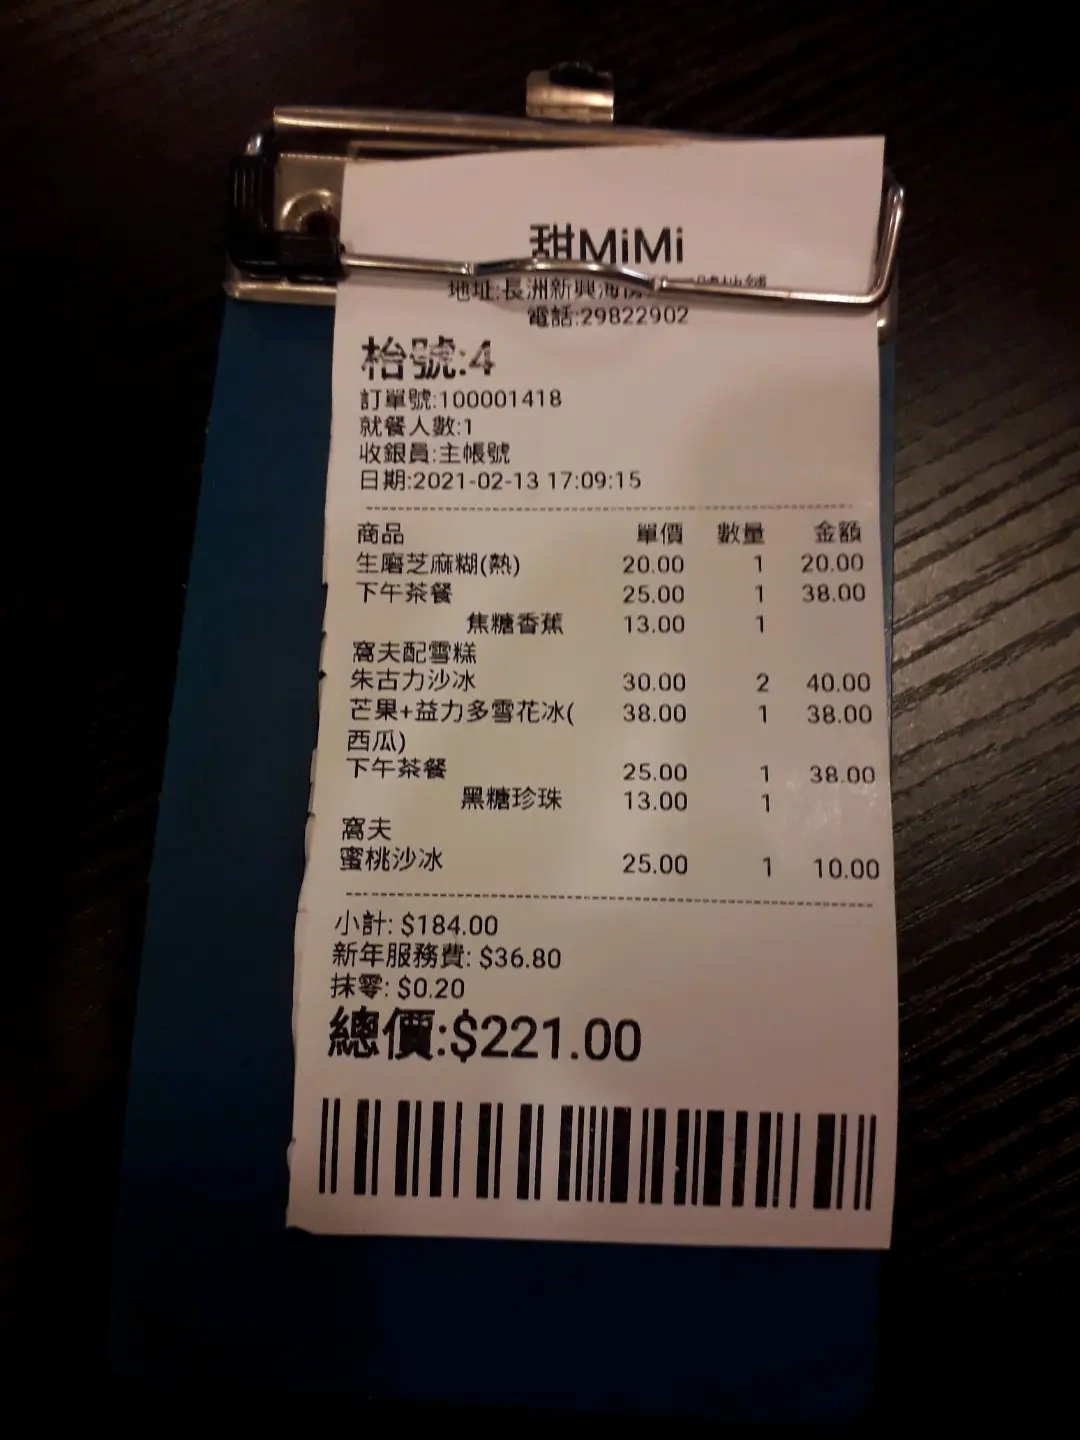 甜MiMi
地址:長洲新興海傍
電話:29822902
枱號:4
訂單號:100001418
就餐人數:1
收銀員:主帳號
日期:2021-02-13 17:09:15
商品 單價 數量 金額
生磨芝麻糊(熱) 20.00 1 20.00
下午茶餐 25.00 1 38.00
焦糖香蕉 13.00 1
窩夫配雪糕
朱古力沙冰 30.00 2 40.00
芒果+益力多雪花冰( 38.00 1 38.00
西瓜)
下午茶餐 25.00 1 38.00
黑糖珍珠 13.00 1
窩夫
蜜桃沙冰 25.00 1 10.00
小計: $184.00
新年服務費: $36.80
抹零: $0.20
總價:$221.00